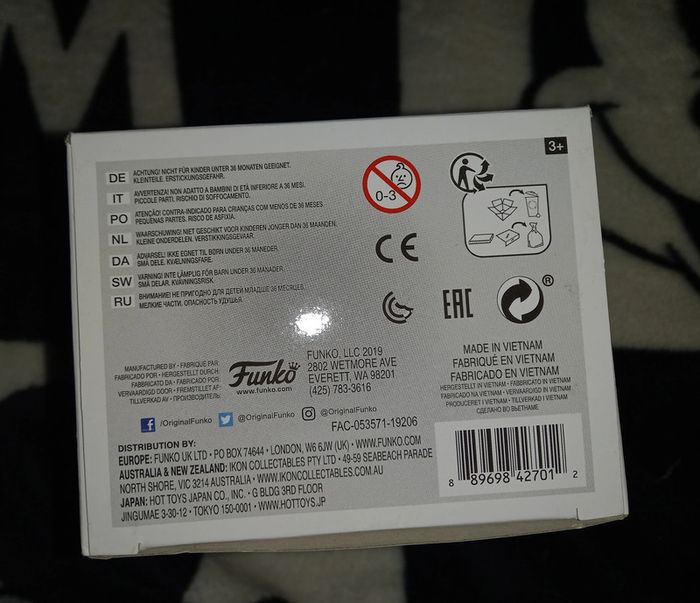 M
3+
DE ACHTUNG! NICHT FÜR KINDER UNTER 36 MONATEN GEEIGNET.
KLEINTEILE. ERSTICKUNGSGEFAHR.
IT AVVERTENZA! NON ADATTO A BAMBINI DI ETÀ INFERIORE A 36 MESI.
PICCOLE PARTI. RISCHIO DI SOFFOCAMENTO.
PO ATENÇÃO! CONTRA-INDICADO PARA CRIANÇAS COM MENOS DE 36 MESES.
PEQUENAS PARTES. RISCO DE ASFIXIA.
NL WAARSCHUWING! NIET GESCHIKT VOOR KINDEREN JONGER DAN 36 MAANDEN.
KLEINE ONDERDELEN. VERSTIKKINGSGEVAAR.
DA ADVARSEL! IKKE EGNET TIL BØRN UNDER 36 MÅNEDER.
SMÅ DELE. KVÆLNINGSFARE.
SW VARNING! INTE LÄMPLIG FÖR BARN UNDER 36 MÅNADER.
SMÅ DELAR. KVÄVNINGSRISK.
RU ВНИМАНИЕ! НЕ ПРИГОДНО ДЛЯ ДЕТЕЙ МЛАДШЕ 36 МЕСЯЦЕВ.
МЕЛКИЕ ЧАСТИ. ОПАСНОСТЬ УДУШЬЯ.
0-3
CE
EAC
®
MANUFACTURED BY • FABRIQUÉ PAR
FABRICADO POR • HERGESTELLT DURCH:
FABBRICATO DA • FABRICADO POR:
VERVAARDIGD DOOR • FREMSTILLET AF:
TILLVERKAD AV • ПРОИЗВОДИТЕЛЬ:
Funko
www.funko.com
FUNKO, LLC 2019
2802 WETMORE AVE
EVERETT, WA 98201
(425) 783-3616
MADE IN VIETNAM
FABRIQUÉ EN VIETNAM
FABRICADO EN VIETNAM
HERGESTELLT IN VIETNAM • FABBRICATO IN VIETNAM
FABRICADO NA VIETNAM • VERVAARDIGD IN VIETNAM
PRODUCERET I VIETNAM • TILLVERKAD I VIETNAM
СДЕЛАНО ВО ВЬЕТНАМЕ
f /OriginalFunko @OriginalFunko @OriginalFunko
FAC-053571-19206
DISTRIBUTION BY:
EUROPE: FUNKO UK LTD • PO BOX 74644 • LONDON, W6 6JW (UK) • WWW.FUNKO.COM
AUSTRALIA & NEW ZEALAND: IKON COLLECTABLES PTY LTD • 49-59 SEABEACH PARADE
NORTH SHORE, VIC 3214 AUSTRALIA • WWW.IKONCOLLECTABLES.COM.AU
JAPAN: HOT TOYS JAPAN CO., INC. • G BLDG 3RD FLOOR
JINGUMAE 3-30-12 • TOKYO 150-0001 • WWW.HOTTOYS.JP
8 89698 42701 2